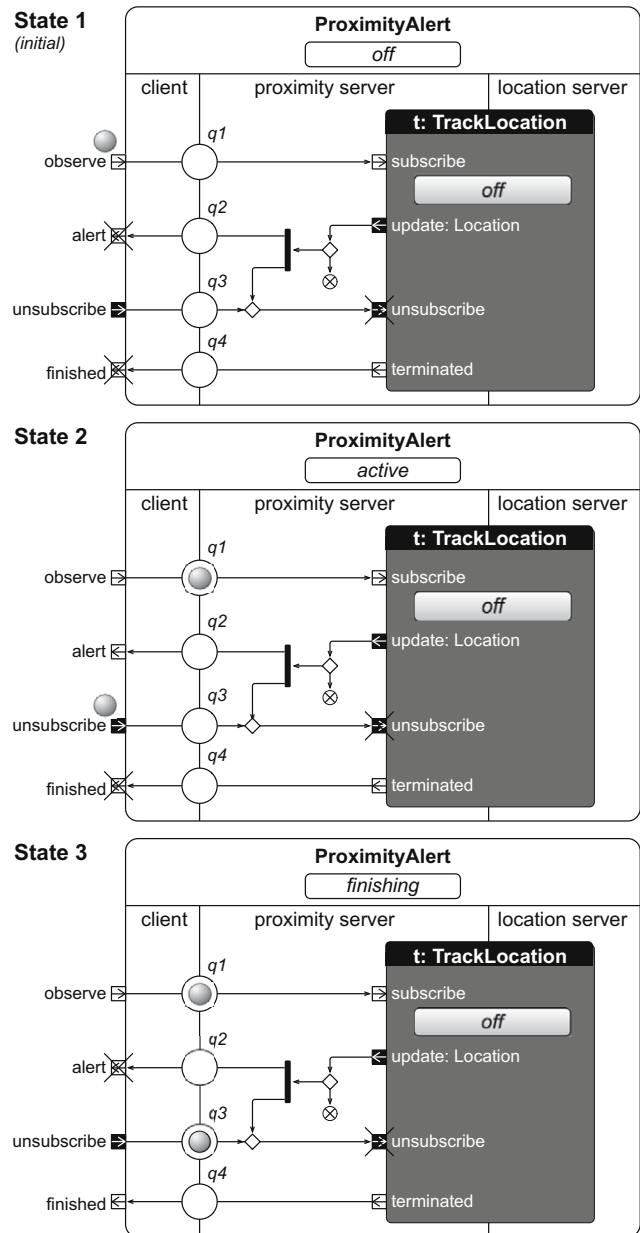 State 1
(initial)
ProximityAlert
off
client
proximity server
location server
t: TrackLocation
q1
observe
subscribe
off
q2
alert
update: Location
q3
unsubscribe
unsubscribe
q4
finished
terminated
State 2
ProximityAlert
active
client
proximity server
location server
t: TrackLocation
q1
observe
subscribe
off
q2
alert
update: Location
q3
unsubscribe
unsubscribe
q4
finished
terminated
State 3
ProximityAlert
finishing
client
proximity server
location server
t: TrackLocation
q1
observe
subscribe
off
q2
alert
update: Location
q3
unsubscribe
unsubscribe
q4
finished
terminated